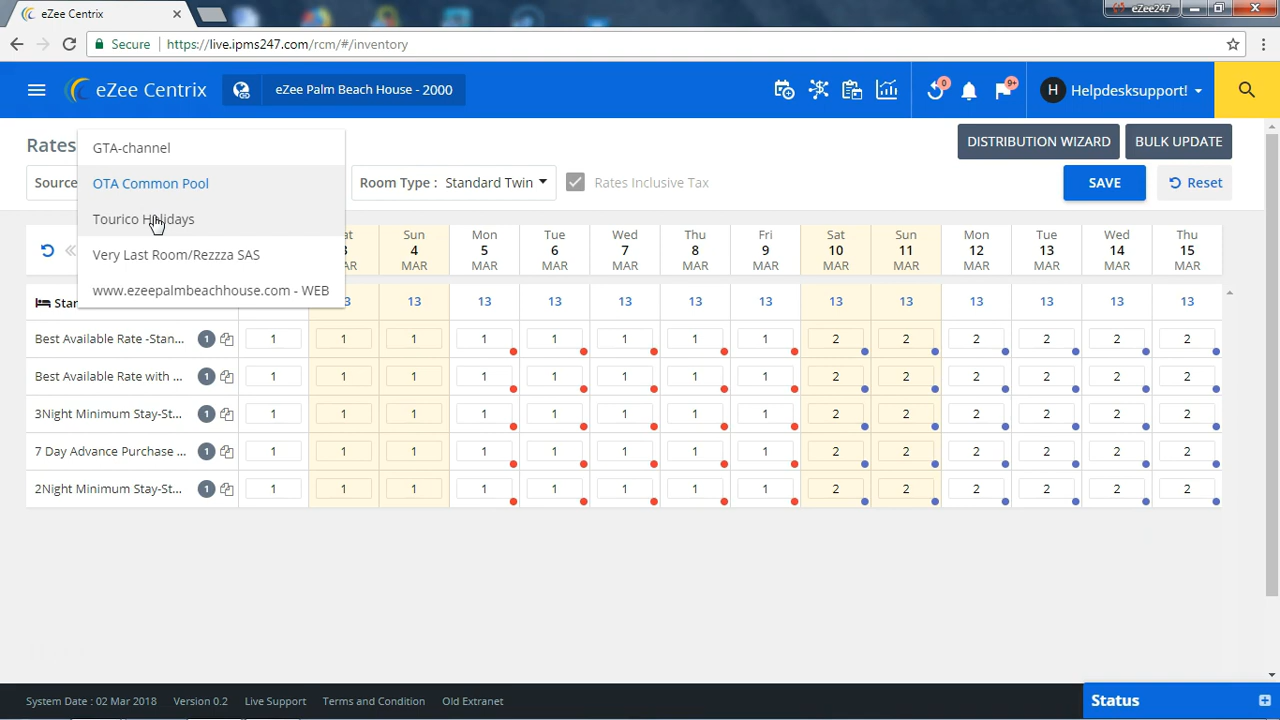 eZee Centrix
eZee247
Secure https://live.ipms247.com/rcm/#/inventory
eZee Centrix eZee Palm Beach House - 2000 0 9+ H Helpdesksupport!
Rates DISTRIBUTION WIZARD BULK UPDATE
GTA-channel
OTA Common Pool
Tourico Holidays
Very Last Room/Rezzza SAS
www.ezeepalmbeachhouse.com - WEB
Source Room Type : Standard Twin Rates Inclusive Tax SAVE Reset
Sun Mon Tue Wed Thu Fri Sat Sun Mon Tue Wed Thu
4 5 6 7 8 9 10 11 12 13 14 15
MAR MAR MAR MAR MAR MAR MAR MAR MAR MAR MAR MAR
13 13 13 13 13 13 13 13 13 13 13 13
Best Available Rate -Stan... 1 1 1 1 1 1 1 1 1 2 2 2 2 2 2
Best Available Rate with ... 1 1 1 1 1 1 1 1 1 2 2 2 2 2 2
3Night Minimum Stay-St... 1 1 1 1 1 1 1 1 1 2 2 2 2 2 2
7 Day Advance Purchase ... 1 1 1 1 1 1 1 1 1 2 2 2 2 2 2
2Night Minimum Stay-St... 1 1 1 1 1 1 1 1 1 2 2 2 2 2 2
System Date : 02 Mar 2018 Version 0.2 Live Support Terms and Condition Old Extranet Status